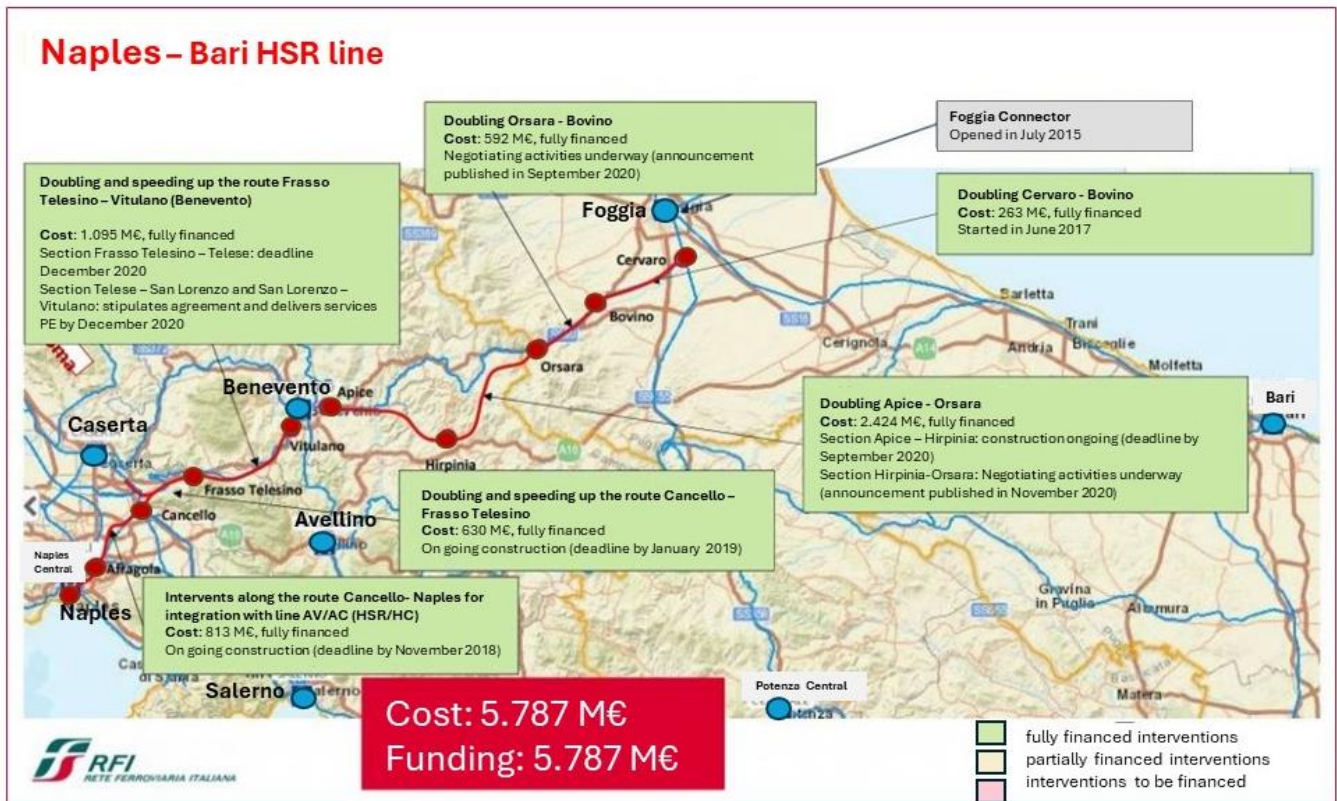 Naples – Bari HSR line
Doubling Orsara - Bovino
Cost: 592 M€, fully financed
Negotiating activities underway (announcement
published in September 2020)
Foggia Connector
Opened in July 2015
Doubling and speeding up the route Frasso
Telesino – Vitulano (Benevento)
Cost: 1.095 M€, fully financed
Section Frasso Telesino – Telese: deadline
December 2020
Section Telese – San Lorenzo and San Lorenzo –
Vitulano: stipulates agreement and delivers services
PE by December 2020
Doubling Cervaro - Bovino
Cost: 263 M€, fully financed
Started in June 2017
Foggia
Cervaro
Bovino
Orsara
Barletta
Trani
Bisceglie
Andria
Molfetta
Cerignola
A14
SS16
Benevento
Apice
Vitulano
Caserta
Hirpinia
A16
Frasso Telesino
Cancello
Avellino
Bari
Doubling Apice - Orsara
Cost: 2.424 M€, fully financed
Section Apice – Hirpinia: construction ongoing (deadline by
September 2020)
Section Hirpinia-Orsara: Negotiating activities underway
(announcement published in November 2020)
Doubling and speeding up the route Cancello –
Frasso Telesino
Cost: 630 M€, fully financed
On going construction (deadline by January 2019)
Naples
Central
Afragola
Naples
Intervents along the route Cancello- Naples for
integration with line AV/AC (HSR/HC)
Cost: 813 M€, fully financed
On going construction (deadline by November 2018)
Gravina
in Puglia
Altamura
Matera
Salerno
Potenza Central
Cost: 5.787 M€
Funding: 5.787 M€
RFI
RETE FERROVIARIA ITALIANA
fully financed interventions
partially financed interventions
interventions to be financed